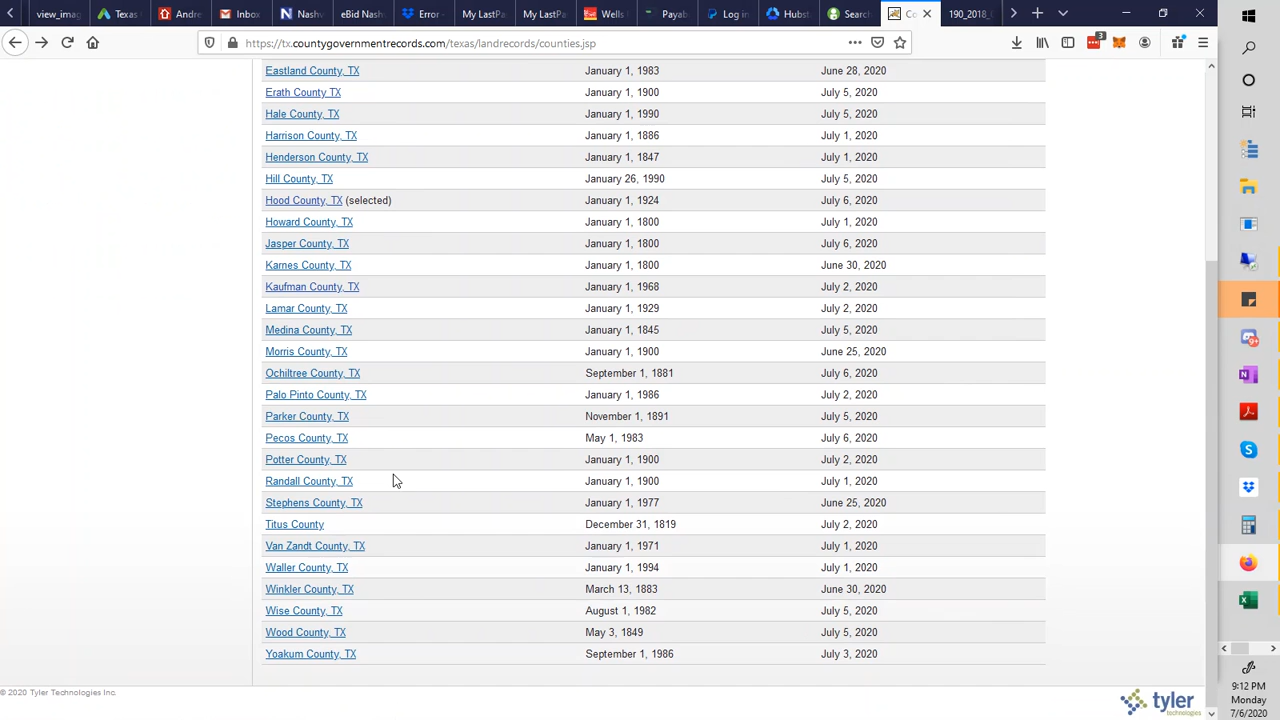 view_imag
Texas
Andre
Inbox
Nashv
eBid Nash
Error -
My LastPa
My LastPa
Wells
Payab
Log in
Hubst
Search
Co
190_2018_
https://tx.countygovernmentrecords.com/texas/landrecords/counties.jsp
3
Eastland County, TX January 1, 1983 June 28, 2020
Erath County TX January 1, 1900 July 5, 2020
Hale County, TX January 1, 1990 July 5, 2020
Harrison County, TX January 1, 1886 July 1, 2020
Henderson County, TX January 1, 1847 July 1, 2020
Hill County, TX January 26, 1990 July 5, 2020
Hood County, TX (selected) January 1, 1924 July 6, 2020
Howard County, TX January 1, 1800 July 1, 2020
Jasper County, TX January 1, 1800 July 6, 2020
Karnes County, TX January 1, 1800 June 30, 2020
Kaufman County, TX January 1, 1968 July 2, 2020
Lamar County, TX January 1, 1929 July 2, 2020
Medina County, TX January 1, 1845 July 5, 2020
Morris County, TX January 1, 1900 June 25, 2020
Ochiltree County, TX September 1, 1881 July 6, 2020
Palo Pinto County, TX January 1, 1986 July 2, 2020
Parker County, TX November 1, 1891 July 5, 2020
Pecos County, TX May 1, 1983 July 6, 2020
Potter County, TX January 1, 1900 July 2, 2020
Randall County, TX January 1, 1900 July 1, 2020
Stephens County, TX January 1, 1977 June 25, 2020
Titus County December 31, 1819 July 2, 2020
Van Zandt County, TX January 1, 1971 July 1, 2020
Waller County, TX January 1, 1994 July 1, 2020
Winkler County, TX March 13, 1883 June 30, 2020
Wise County, TX August 1, 1982 July 5, 2020
Wood County, TX May 3, 1849 July 5, 2020
Yoakum County, TX September 1, 1986 July 3, 2020
© 2020 Tyler Technologies Inc.
tyler
technologies
9:12 PM
Monday
7/6/2020